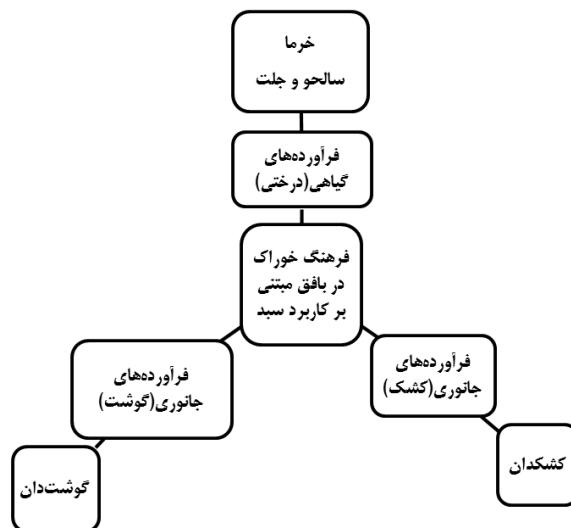 خرما
سالحو و جلت
فرآورده‌های
گیاهی(درختی)
فرهنگ خوراک
در بافق مبتنی
بر کاربرد سبد
فرآورده‌های
جانوری(کشک)
کشکدان
فرآورده‌های
جانوری(گوشت)
گوشت‌دان